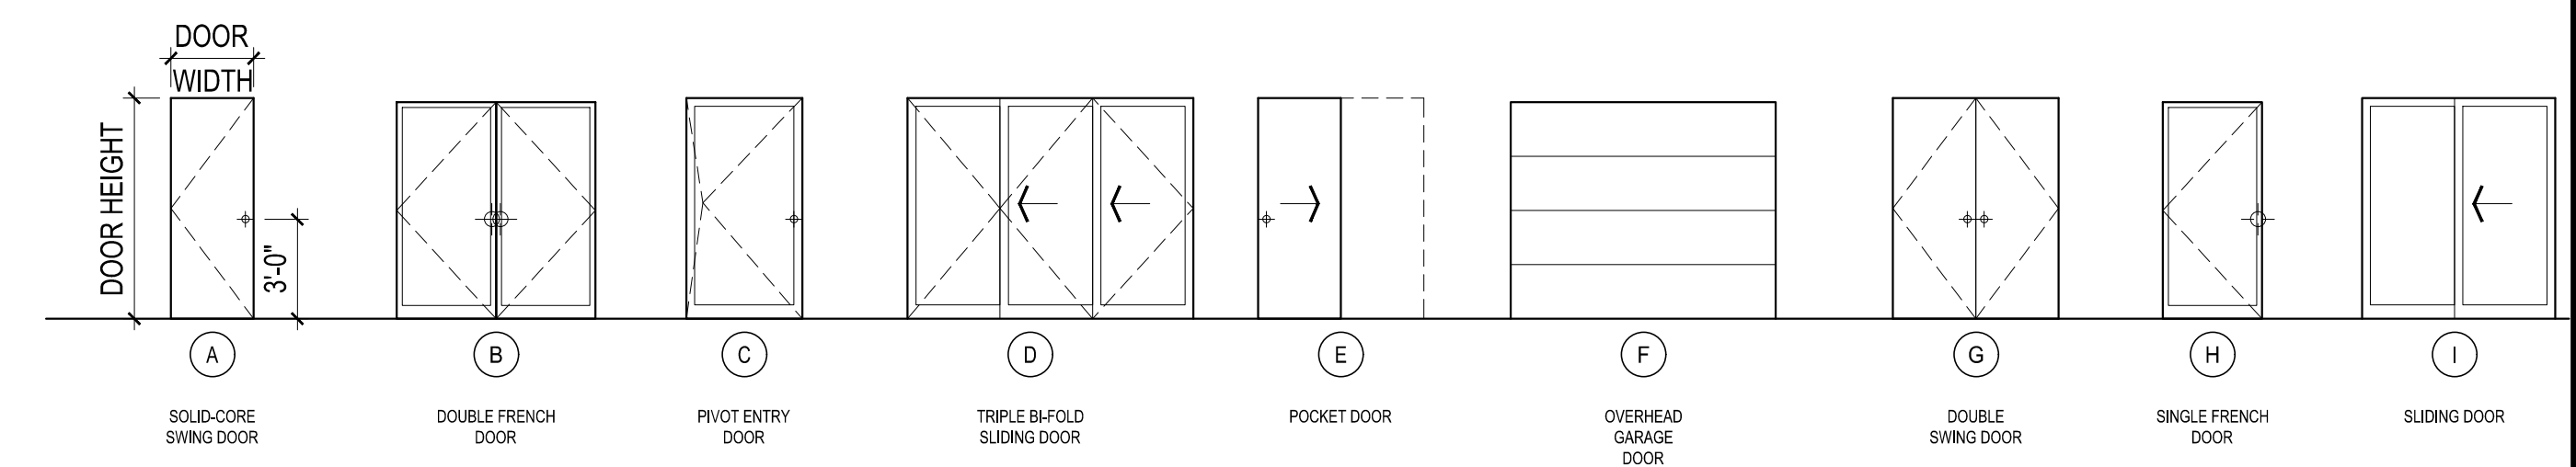 DOOR
WIDTH
DOOR HEIGHT
3'-0"
A
B
C
D
E
F
G
H
I
SOLID-CORE
SWING DOOR
DOUBLE FRENCH
DOOR
PIVOT ENTRY
DOOR
TRIPLE BI-FOLD
SLIDING DOOR
POCKET DOOR
OVERHEAD
GARAGE
DOOR
DOUBLE
SWING DOOR
SINGLE FRENCH
DOOR
SLIDING DOOR